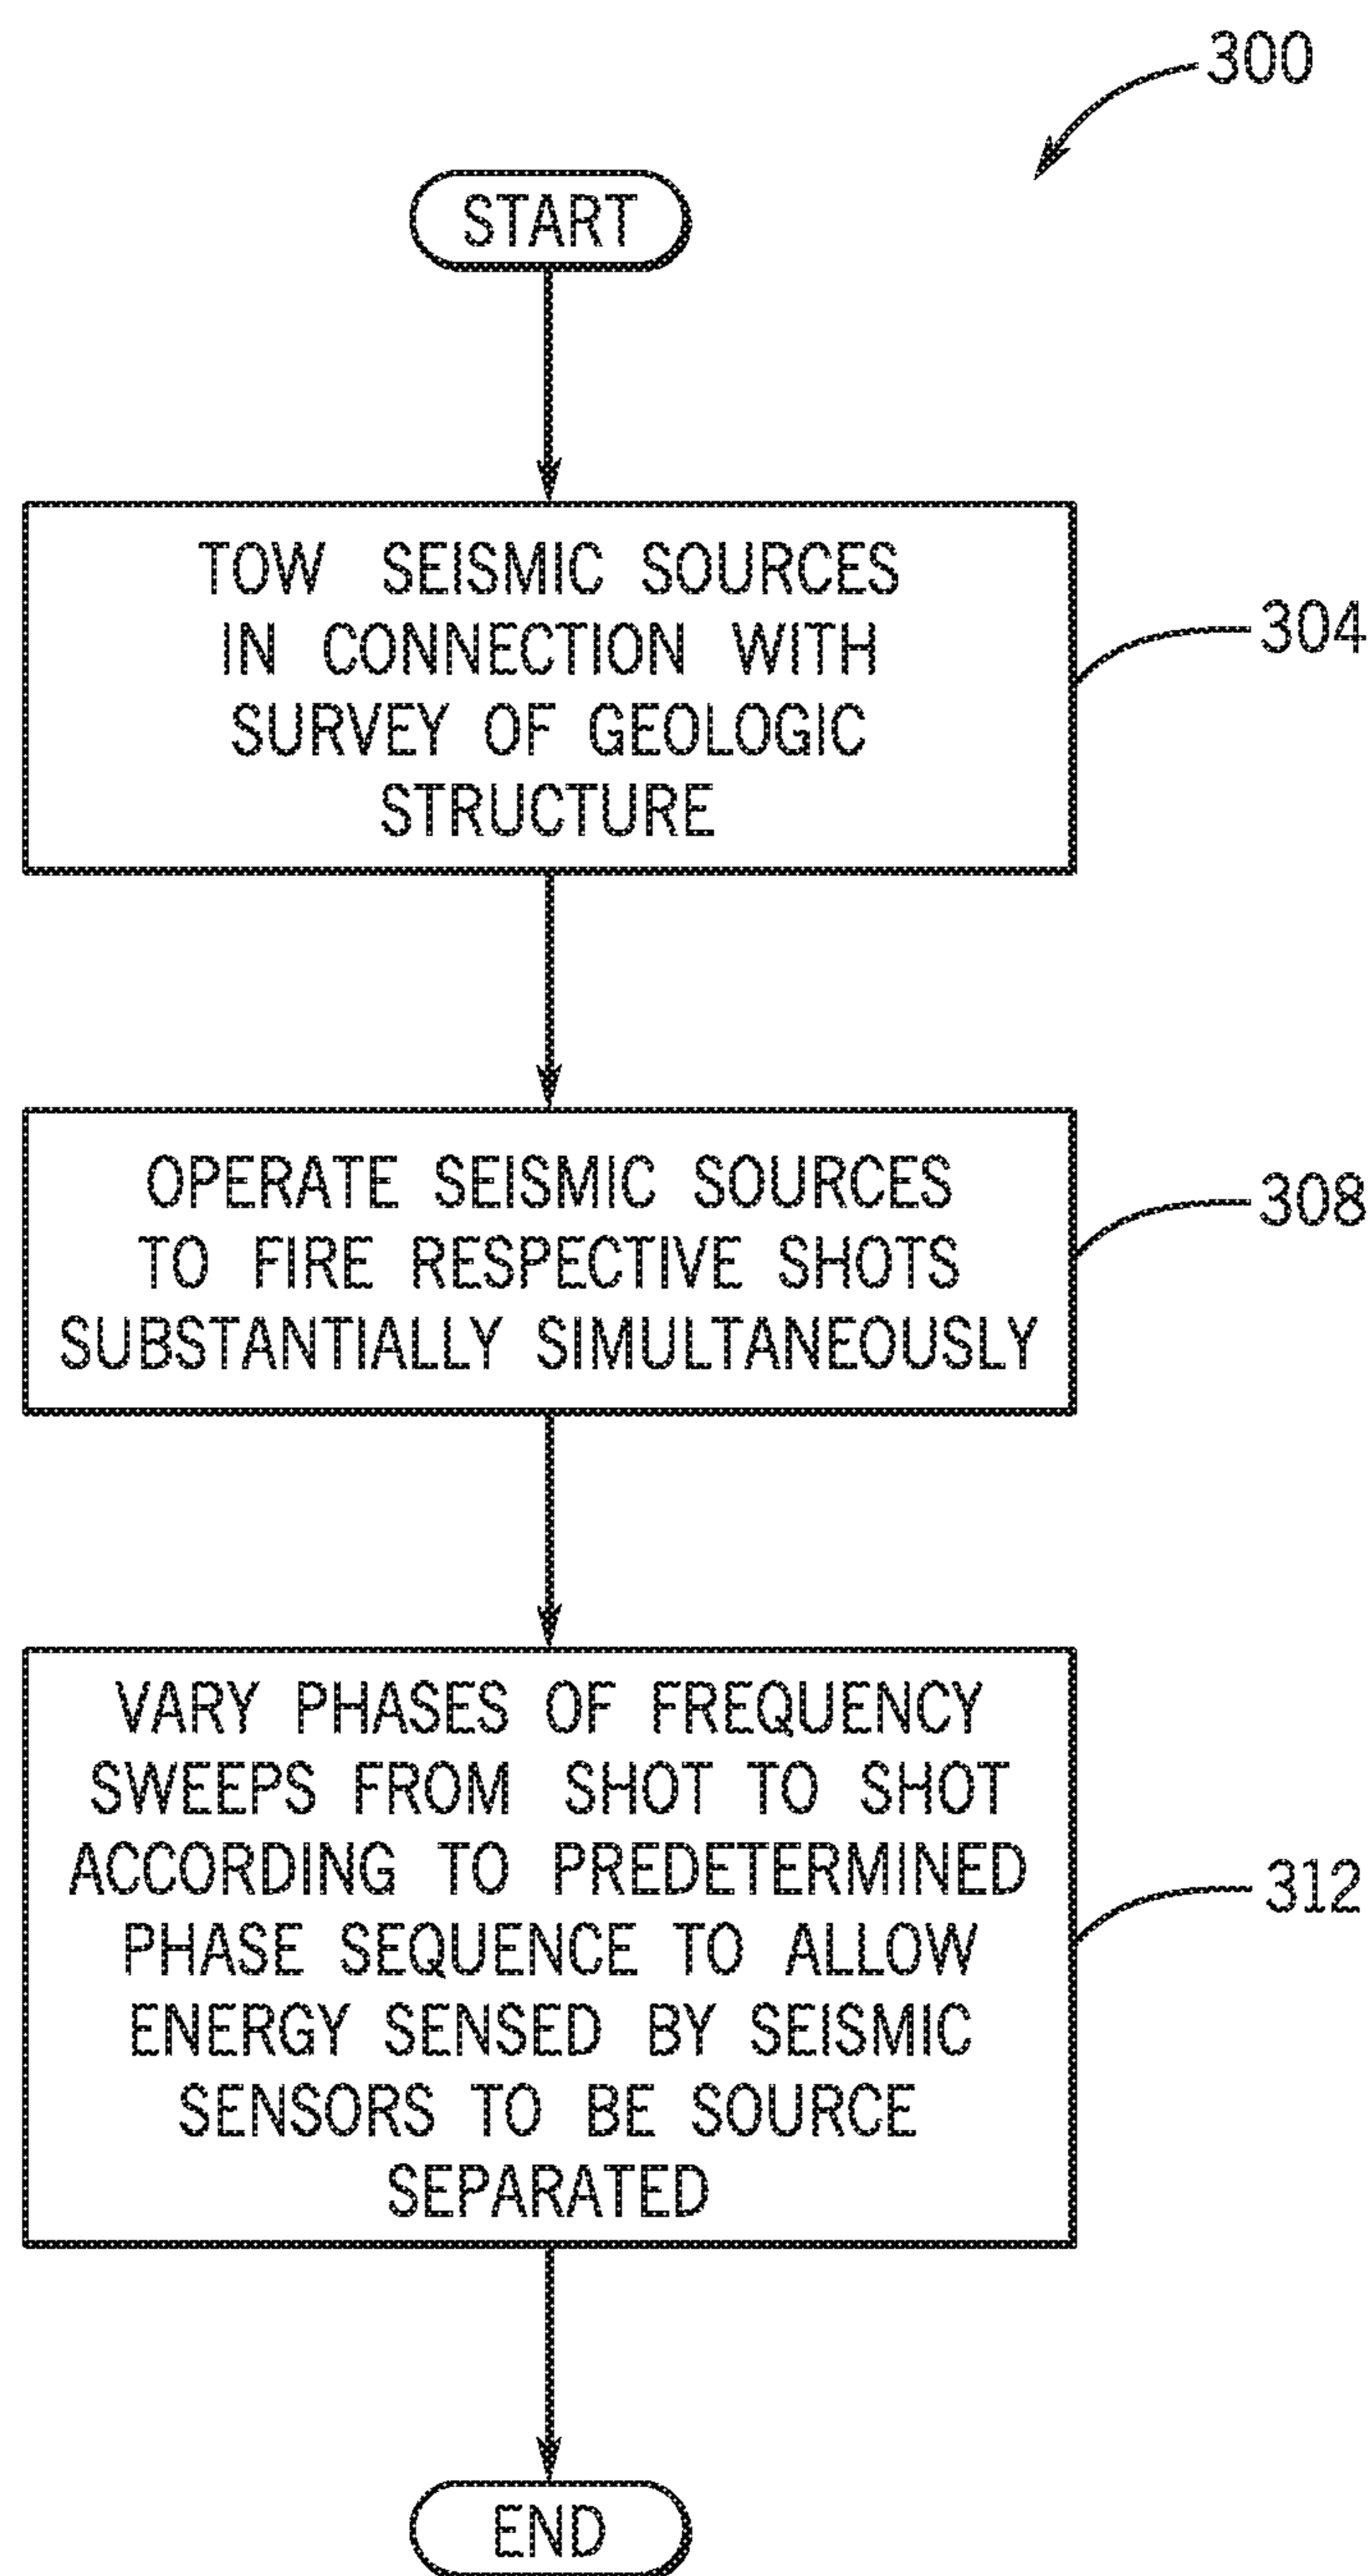 300
START
TOW SEISMIC SOURCES
IN CONNECTION WITH
SURVEY OF GEOLOGIC
STRUCTURE
304
OPERATE SEISMIC SOURCES
TO FIRE RESPECTIVE SHOTS
SUBSTANTIALLY SIMULTANEOUSLY
308
VARY PHASES OF FREQUENCY
SWEEPS FROM SHOT TO SHOT
ACCORDING TO PREDETERMINED
PHASE SEQUENCE TO ALLOW
ENERGY SENSED BY SEISMIC
SENSORS TO BE SOURCE
SEPARATED
312
END